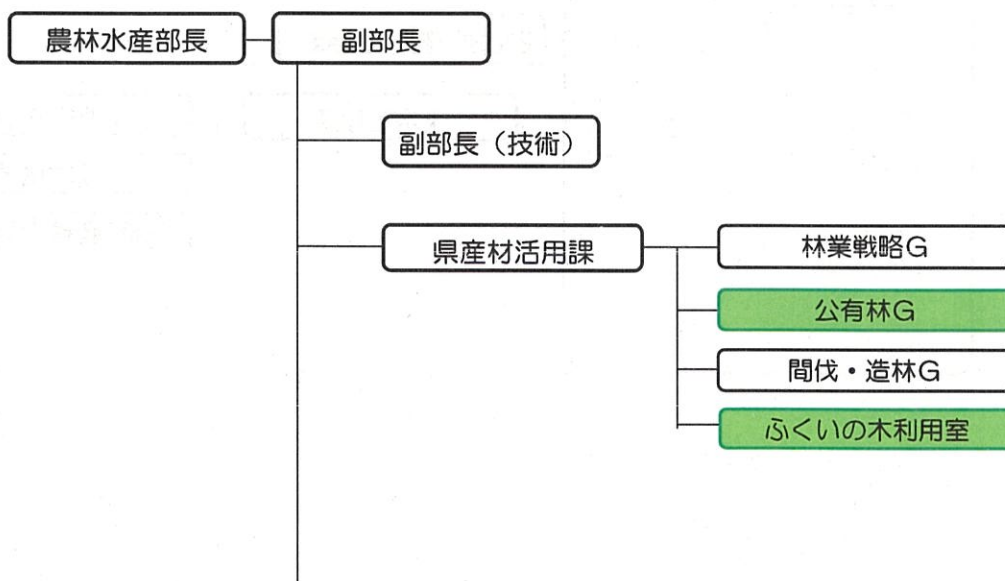 農林水産部長
副部長
副部長（技術）
県産材活用課
林業戦略G
公有林G
間伐・造林G
ふくいの木利用室